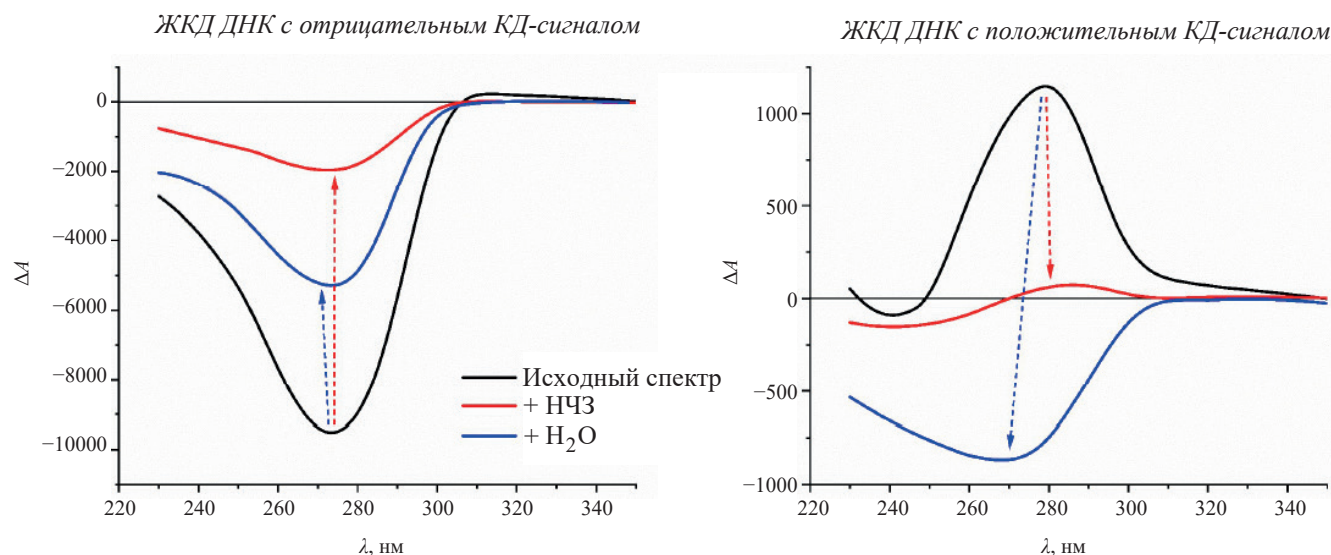 ЖКД ДНК с отрицательным КД-сигналом
0
−2000
−4000
−6000
−8000
−10000
ΔA
220 240 260 280 300 320 340
λ, нм
Исходный спектр
+ НЧЗ
+ H₂O
ЖКД ДНК с положительным КД-сигналом
1000
500
0
-500
-1000
ΔA
220 240 260 280 300 320 340
λ, нм